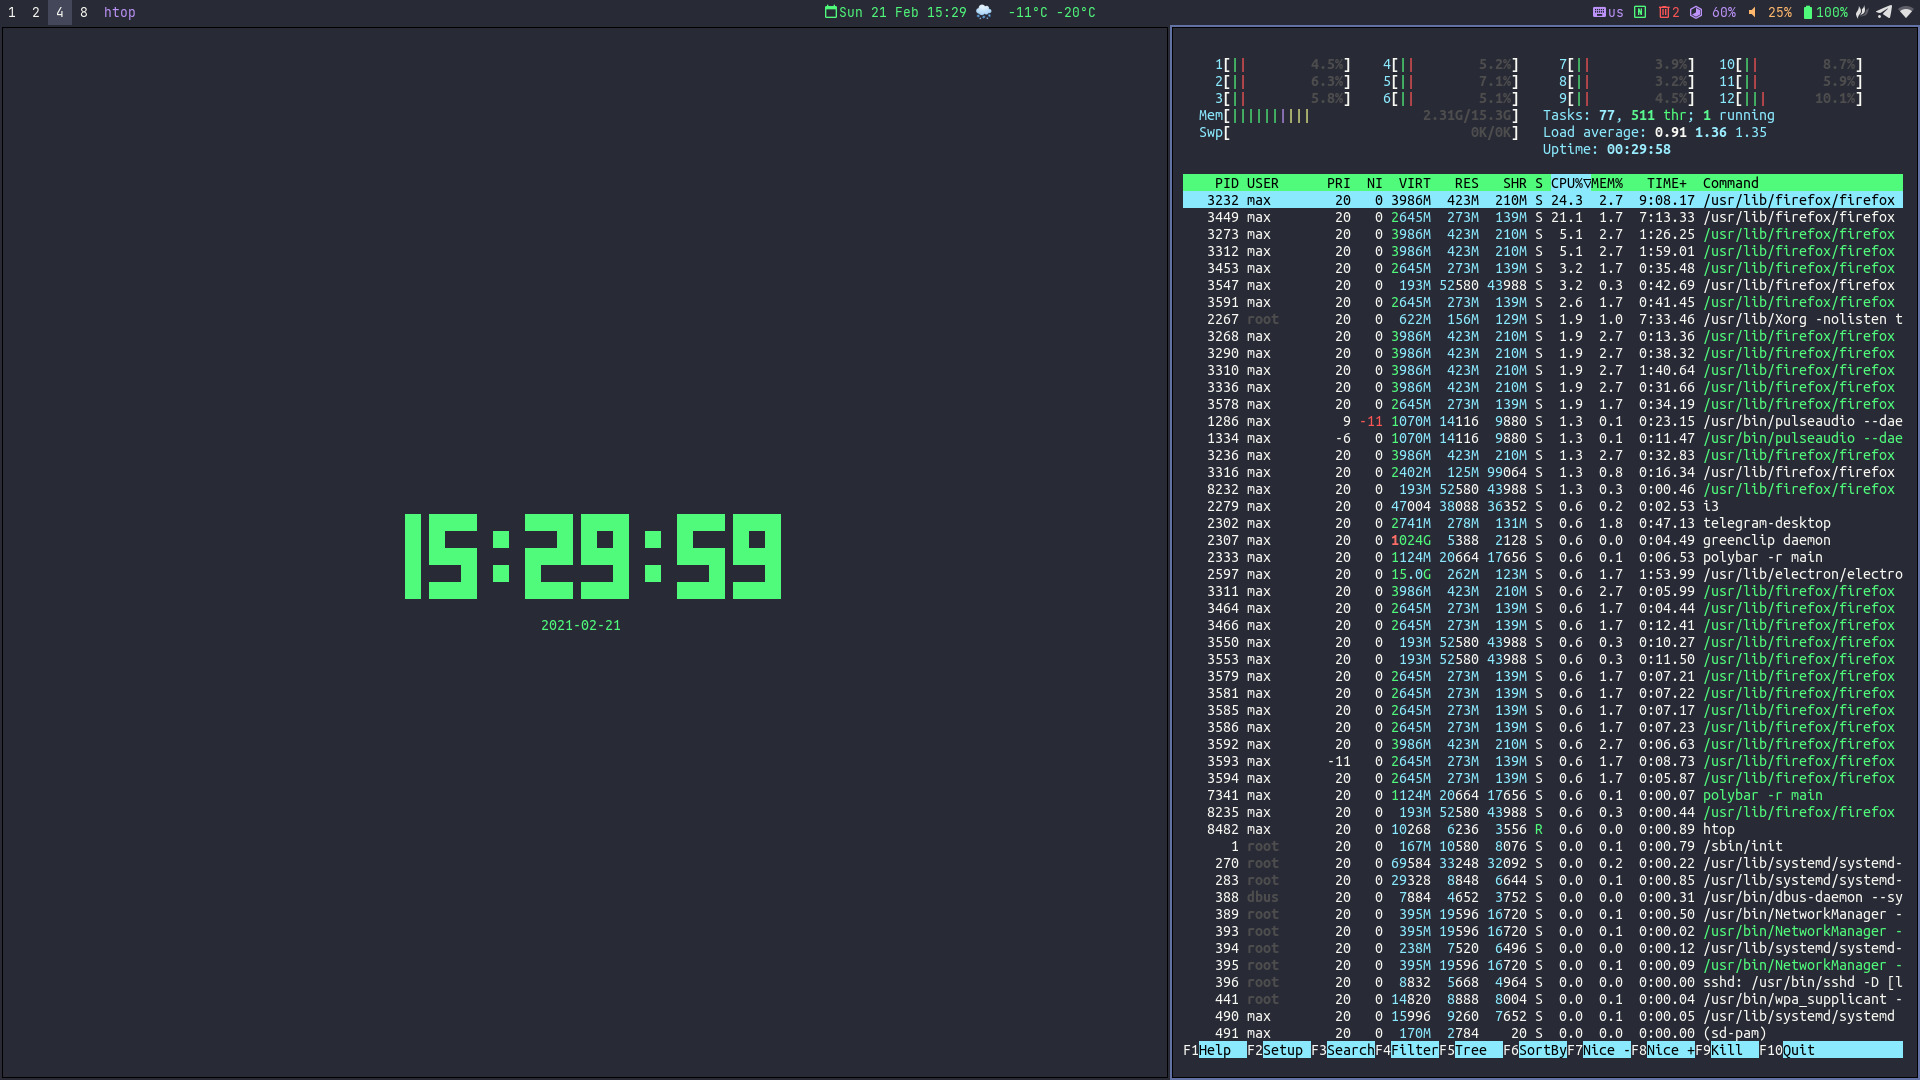 1 2 4 8 htop
Sun 21 Feb 15:29 -11°C -20°C
us N 2 60% 25% 100%
15:29:59
2021-02-21
1[|| 4.5%] 4[|| 5.2%] 7[|| 3.9%] 10[|| 8.7%]
2[|| 6.3%] 5[|| 7.1%] 8[|| 3.2%] 11[|| 5.9%]
3[|| 5.8%] 6[|| 5.1%] 9[|| 4.5%] 12[||| 10.1%]
Mem[|||||||||| 2.31G/15.3G] Tasks: 77, 511 thr; 1 running
Swp[ 0K/0K] Load average: 0.91 1.36 1.35
Uptime: 00:29:58
PID USER PRI NI VIRT RES SHR S CPU%▽MEM% TIME+ Command
3232 max 20 0 3986M 423M 210M S 24.3 2.7 9:08.17 /usr/lib/firefox/firefox
3449 max 20 0 2645M 273M 139M S 21.1 1.7 7:13.33 /usr/lib/firefox/firefox
3273 max 20 0 3986M 423M 210M S 5.1 2.7 1:26.25 /usr/lib/firefox/firefox
3312 max 20 0 3986M 423M 210M S 5.1 2.7 1:59.01 /usr/lib/firefox/firefox
3453 max 20 0 2645M 273M 139M S 3.2 1.7 0:35.48 /usr/lib/firefox/firefox
3547 max 20 0 193M 52580 43988 S 3.2 0.3 0:42.69 /usr/lib/firefox/firefox
3591 max 20 0 2645M 273M 139M S 2.6 1.7 0:41.45 /usr/lib/firefox/firefox
2267 root 20 0 622M 156M 129M S 1.9 1.0 7:33.46 /usr/lib/Xorg -nolisten t
3268 max 20 0 3986M 423M 210M S 1.9 2.7 0:13.36 /usr/lib/firefox/firefox
3290 max 20 0 3986M 423M 210M S 1.9 2.7 0:38.32 /usr/lib/firefox/firefox
3310 max 20 0 3986M 423M 210M S 1.9 2.7 1:40.64 /usr/lib/firefox/firefox
3336 max 20 0 3986M 423M 210M S 1.9 2.7 0:31.66 /usr/lib/firefox/firefox
3578 max 20 0 2645M 273M 139M S 1.9 1.7 0:34.19 /usr/lib/firefox/firefox
1286 max 9 -11 1070M 14116 9880 S 1.3 0.1 0:23.15 /usr/bin/pulseaudio --dae
1334 max -6 0 1070M 14116 9880 S 1.3 0.1 0:11.47 /usr/bin/pulseaudio --dae
3236 max 20 0 3986M 423M 210M S 1.3 2.7 0:32.83 /usr/lib/firefox/firefox
3316 max 20 0 2402M 125M 99064 S 1.3 0.8 0:16.34 /usr/lib/firefox/firefox
8232 max 20 0 193M 52580 43988 S 1.3 0.3 0:00.46 /usr/lib/firefox/firefox
2279 max 20 0 47004 38088 36352 S 0.6 0.2 0:02.53 i3
2302 max 20 0 2741M 278M 131M S 0.6 1.8 0:47.13 telegram-desktop
2307 max 20 0 1024G 5388 2128 S 0.6 0.0 0:04.49 greenclip daemon
2333 max 20 0 1124M 20664 17656 S 0.6 0.1 0:06.53 polybar -r main
2597 max 20 0 15.0G 262M 123M S 0.6 1.7 1:53.99 /usr/lib/electron/electro
3311 max 20 0 3986M 423M 210M S 0.6 2.7 0:05.99 /usr/lib/firefox/firefox
3464 max 20 0 2645M 273M 139M S 0.6 1.7 0:04.44 /usr/lib/firefox/firefox
3466 max 20 0 2645M 273M 139M S 0.6 1.7 0:12.41 /usr/lib/firefox/firefox
3550 max 20 0 193M 52580 43988 S 0.6 0.3 0:10.27 /usr/lib/firefox/firefox
3553 max 20 0 193M 52580 43988 S 0.6 0.3 0:11.50 /usr/lib/firefox/firefox
3579 max 20 0 2645M 273M 139M S 0.6 1.7 0:07.21 /usr/lib/firefox/firefox
3581 max 20 0 2645M 273M 139M S 0.6 1.7 0:07.22 /usr/lib/firefox/firefox
3585 max 20 0 2645M 273M 139M S 0.6 1.7 0:07.17 /usr/lib/firefox/firefox
3586 max 20 0 2645M 273M 139M S 0.6 1.7 0:07.23 /usr/lib/firefox/firefox
3592 max 20 0 3986M 423M 210M S 0.6 2.7 0:06.63 /usr/lib/firefox/firefox
3593 max -11 0 2645M 273M 139M S 0.6 1.7 0:08.73 /usr/lib/firefox/firefox
3594 max 20 0 2645M 273M 139M S 0.6 1.7 0:05.87 /usr/lib/firefox/firefox
7341 max 20 0 1124M 20664 17656 S 0.6 0.1 0:00.07 polybar -r main
8235 max 20 0 193M 52580 43988 S 0.6 0.3 0:00.44 /usr/lib/firefox/firefox
8482 max 20 0 10268 6236 3556 R 0.6 0.0 0:00.89 htop
1 root 20 0 167M 10580 8076 S 0.0 0.1 0:00.79 /sbin/init
270 root 20 0 69584 33248 32092 S 0.0 0.2 0:00.22 /usr/lib/systemd/systemd-
283 root 20 0 29328 8848 6644 S 0.0 0.1 0:00.85 /usr/lib/systemd/systemd-
388 dbus 20 0 7884 4652 3752 S 0.0 0.0 0:00.31 /usr/bin/dbus-daemon --sy
389 root 20 0 395M 19596 16720 S 0.0 0.1 0:00.50 /usr/bin/NetworkManager -
393 root 20 0 395M 19596 16720 S 0.0 0.1 0:00.02 /usr/bin/NetworkManager -
394 root 20 0 238M 7520 6496 S 0.0 0.0 0:00.12 /usr/lib/systemd/systemd-
395 root 20 0 395M 19596 16720 S 0.0 0.1 0:00.09 /usr/bin/NetworkManager -
396 root 20 0 8832 5668 4964 S 0.0 0.0 0:00.00 sshd: /usr/bin/sshd -D [l
441 root 20 0 14820 8888 8004 S 0.0 0.1 0:00.04 /usr/bin/wpa_supplicant -
490 max 20 0 15996 9260 7652 S 0.0 0.1 0:00.05 /usr/lib/systemd/systemd
491 max 20 0 170M 2784 20 S 0.0 0.0 0:00.00 (sd-pam)
F1Help F2Setup F3SearchF4FilterF5Tree F6SortByF7Nice -F8Nice +F9Kill F10Quit